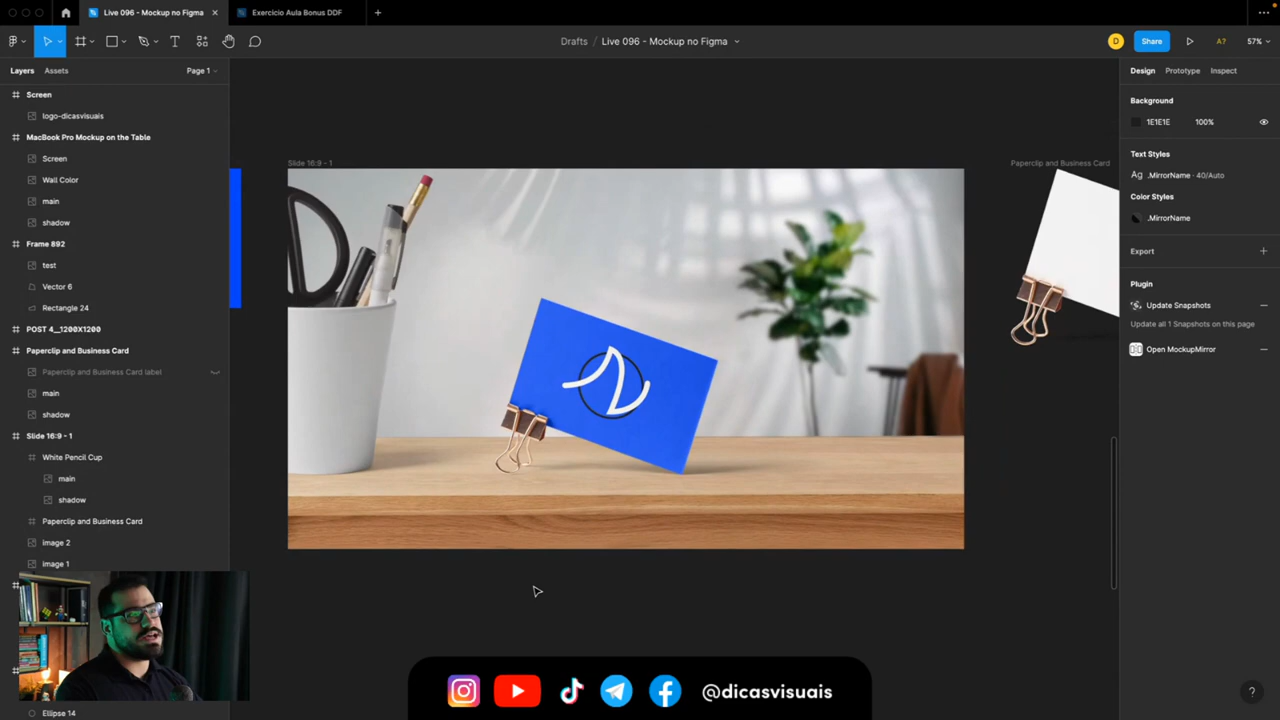 Live 096 - Mockup no Figma
Exercício Aula Bonus DDF
Drafts / Live 096 - Mockup no Figma
D
Share
A?
57%
Layers
Assets
Page 1
Screen
logo-dicasvisuais
MacBook Pro Mockup on the Table
Screen
Wall Color
main
shadow
Frame 892
test
Vector 6
Rectangle 24
POST 4__1200X1200
Paperclip and Business Card
Paperclip and Business Card label
main
shadow
Slide 16:9 - 1
White Pencil Cup
main
shadow
Paperclip and Business Card
image 2
image 1
Ellipse 14
Slide 16:9 - 1
Paperclip and Business Card
Design
Prototype
Inspect
Background
1E1E1E
100%
Text Styles
Ag
.MirrorName · 40/Auto
Color Styles
.MirrorName
Export
Plugin
Update Snapshots
Update all 1 Snapshots on this page
Open MockupMirror
@dicasvisuais
?